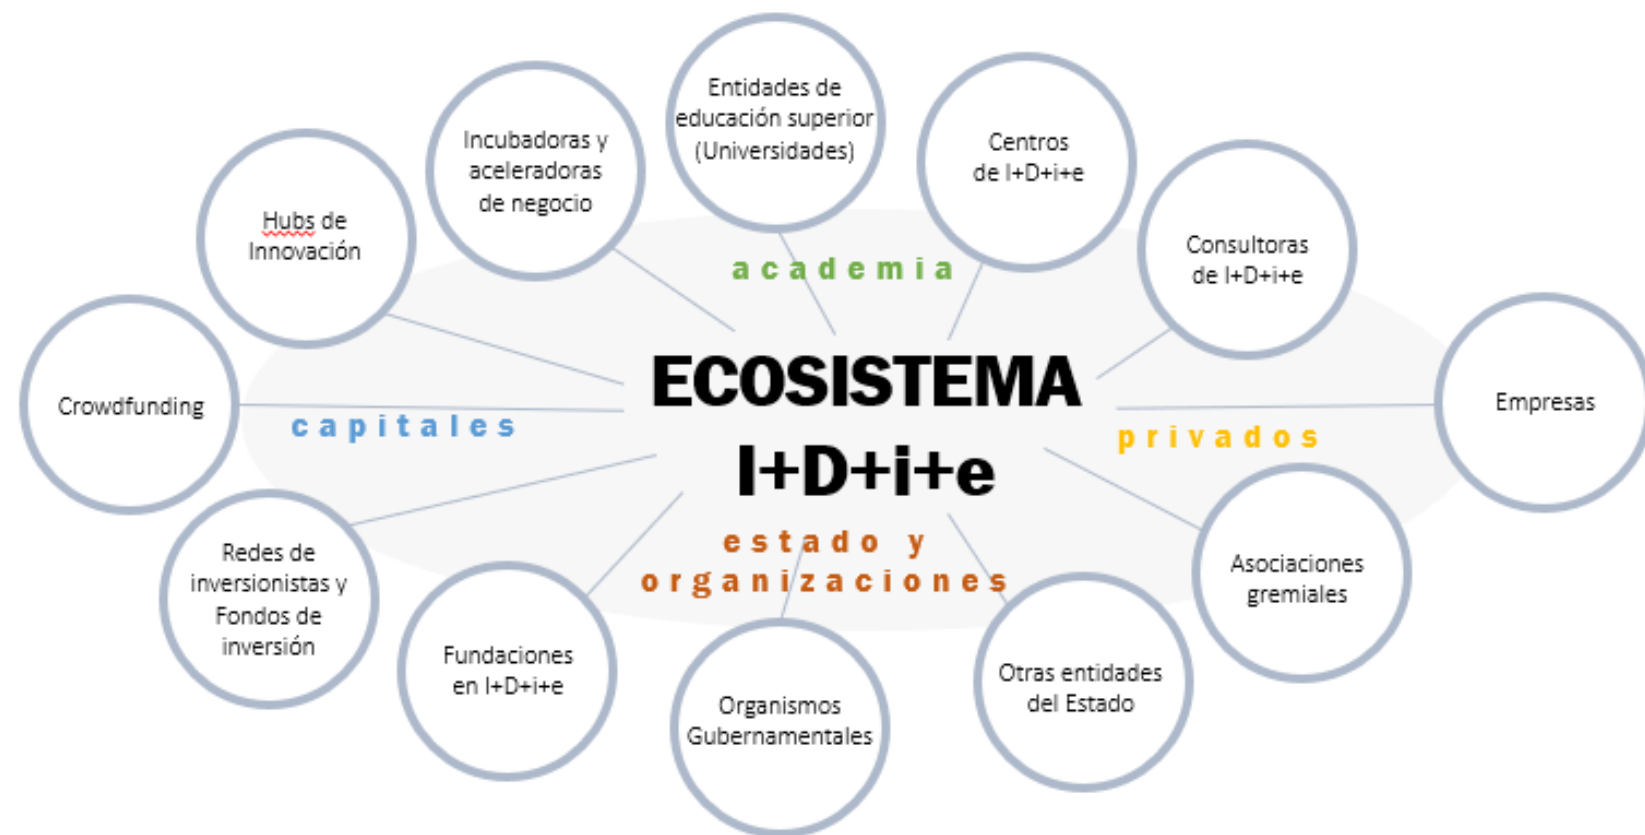 Entidades de
educación superior
(Universidades)
Incubadoras y
aceleradoras
de negocio
Centros
de I+D+i+e
Hubs de
Innovación
Consultoras
de I+D+i+e
academia
Crowdfunding
capitales
ECOSISTEMA
I+D+i+e
privados
Empresas
estado y
organizaciones
Redes de
inversionistas y
Fondos de
inversión
Asociaciones
gremiales
Fundaciones
en I+D+i+e
Organismos
Gubernamentales
Otras entidades
del Estado